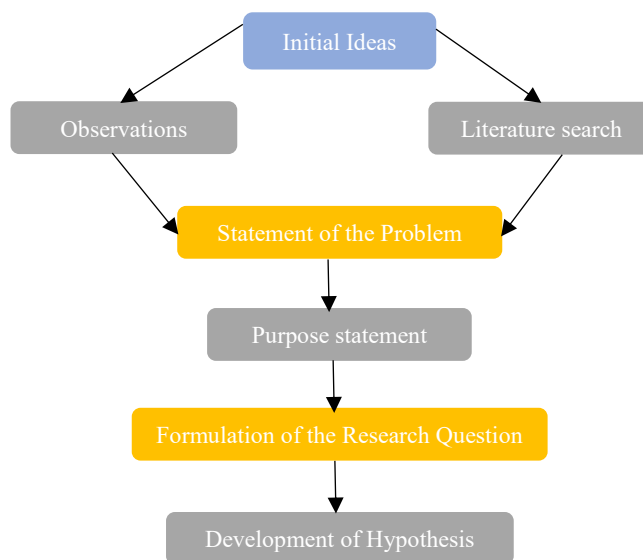 Initial Ideas
Observations
Literature search
Statement of the Problem
Purpose statement
Formulation of the Research Question
Development of Hypothesis